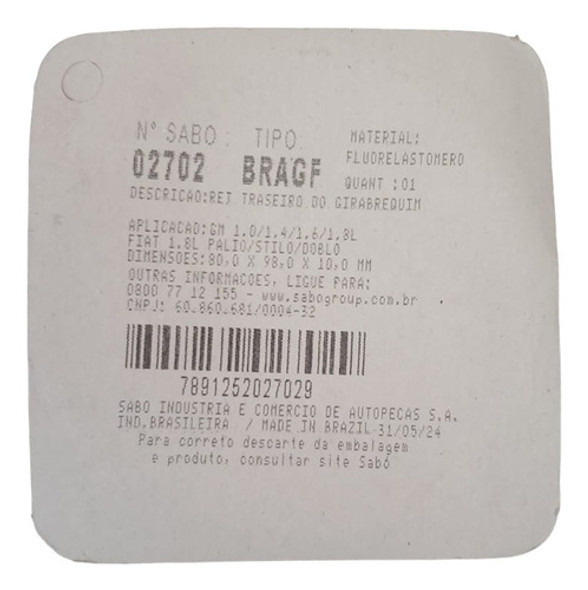 Nº SABO: TIPO: MATERIAL:
02702 BRAGF FLUORELASTOMERO
QUANT :01
DESCRICAO:RET TRASEIRO DO GIRABREQUIM
APLICACAO:GM 1.0/1.4/1.6/1.8L
FIAT 1.8L PALIO/STILO/DOBLO
DIMENSOES:80,0 X 98,0 X 10,0 MM
OUTRAS INFORMACOES, LIGUE PARA:
0800 77 12 155 - www.sabogroup.com.br
CNPJ: 60.860.681/0004-32
7891252027029
SABO INDUSTRIA E COMERCIO DE AUTOPECAS S.A.
IND.BRASILEIRA / MADE IN BRAZIL-31/05/24
Para correto descarte da embalagem
e produto, consultar site Sabó